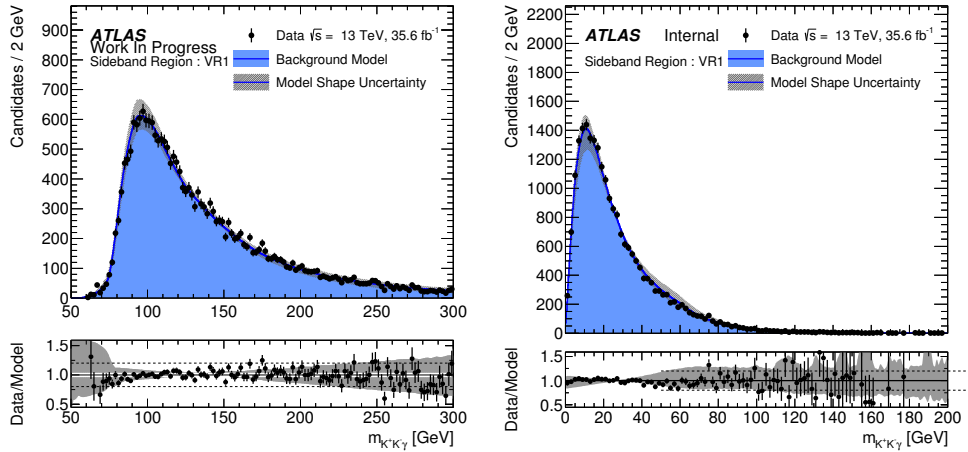 Candidates / 2 GeV
900
800
700
600
500
400
300
200
100
0
ATLAS
Work In Progress
Sideband Region : VR1
Data √s = 13 TeV, 35.6 fb⁻¹
Background Model
Model Shape Uncertainty
50 100 150 200 250 300
Data/Model
1.5
1.0
0.5
50 100 150 200 250 300
m_K⁺K⁻γ [GeV]
Candidates / 2 GeV
2200
2000
1800
1600
1400
1200
1000
800
600
400
200
0
ATLAS Internal
Sideband Region : VR1
Data √s = 13 TeV, 35.6 fb⁻¹
Background Model
Model Shape Uncertainty
0 20 40 60 80 100 120 140 160 180 200
Data/Model
1.5
1.0
0.5
0 20 40 60 80 100 120 140 160 180 200
m_K⁺K⁻γ [GeV]